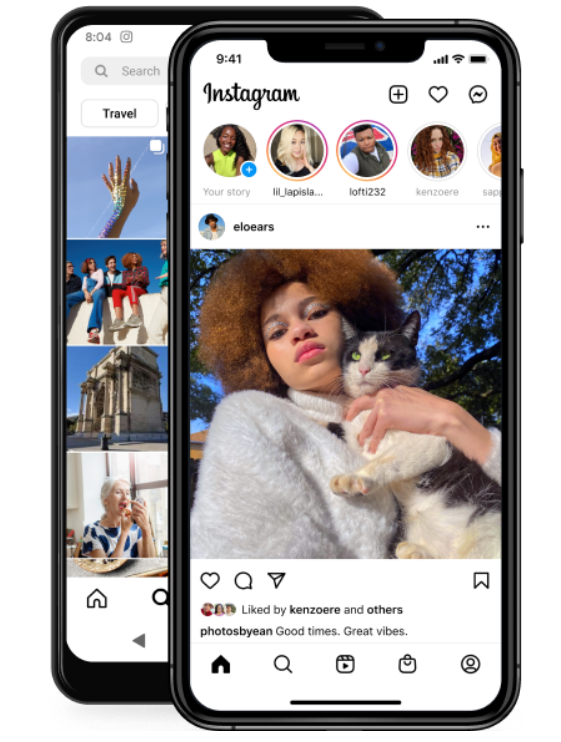 8:04
Search
Travel
9:41
Instagram
Your story
lil_lapisla...
lofti232
kenzoere
sapp
eloears
Liked by kenzoere and others
photosbyean Good times. Great vibes.